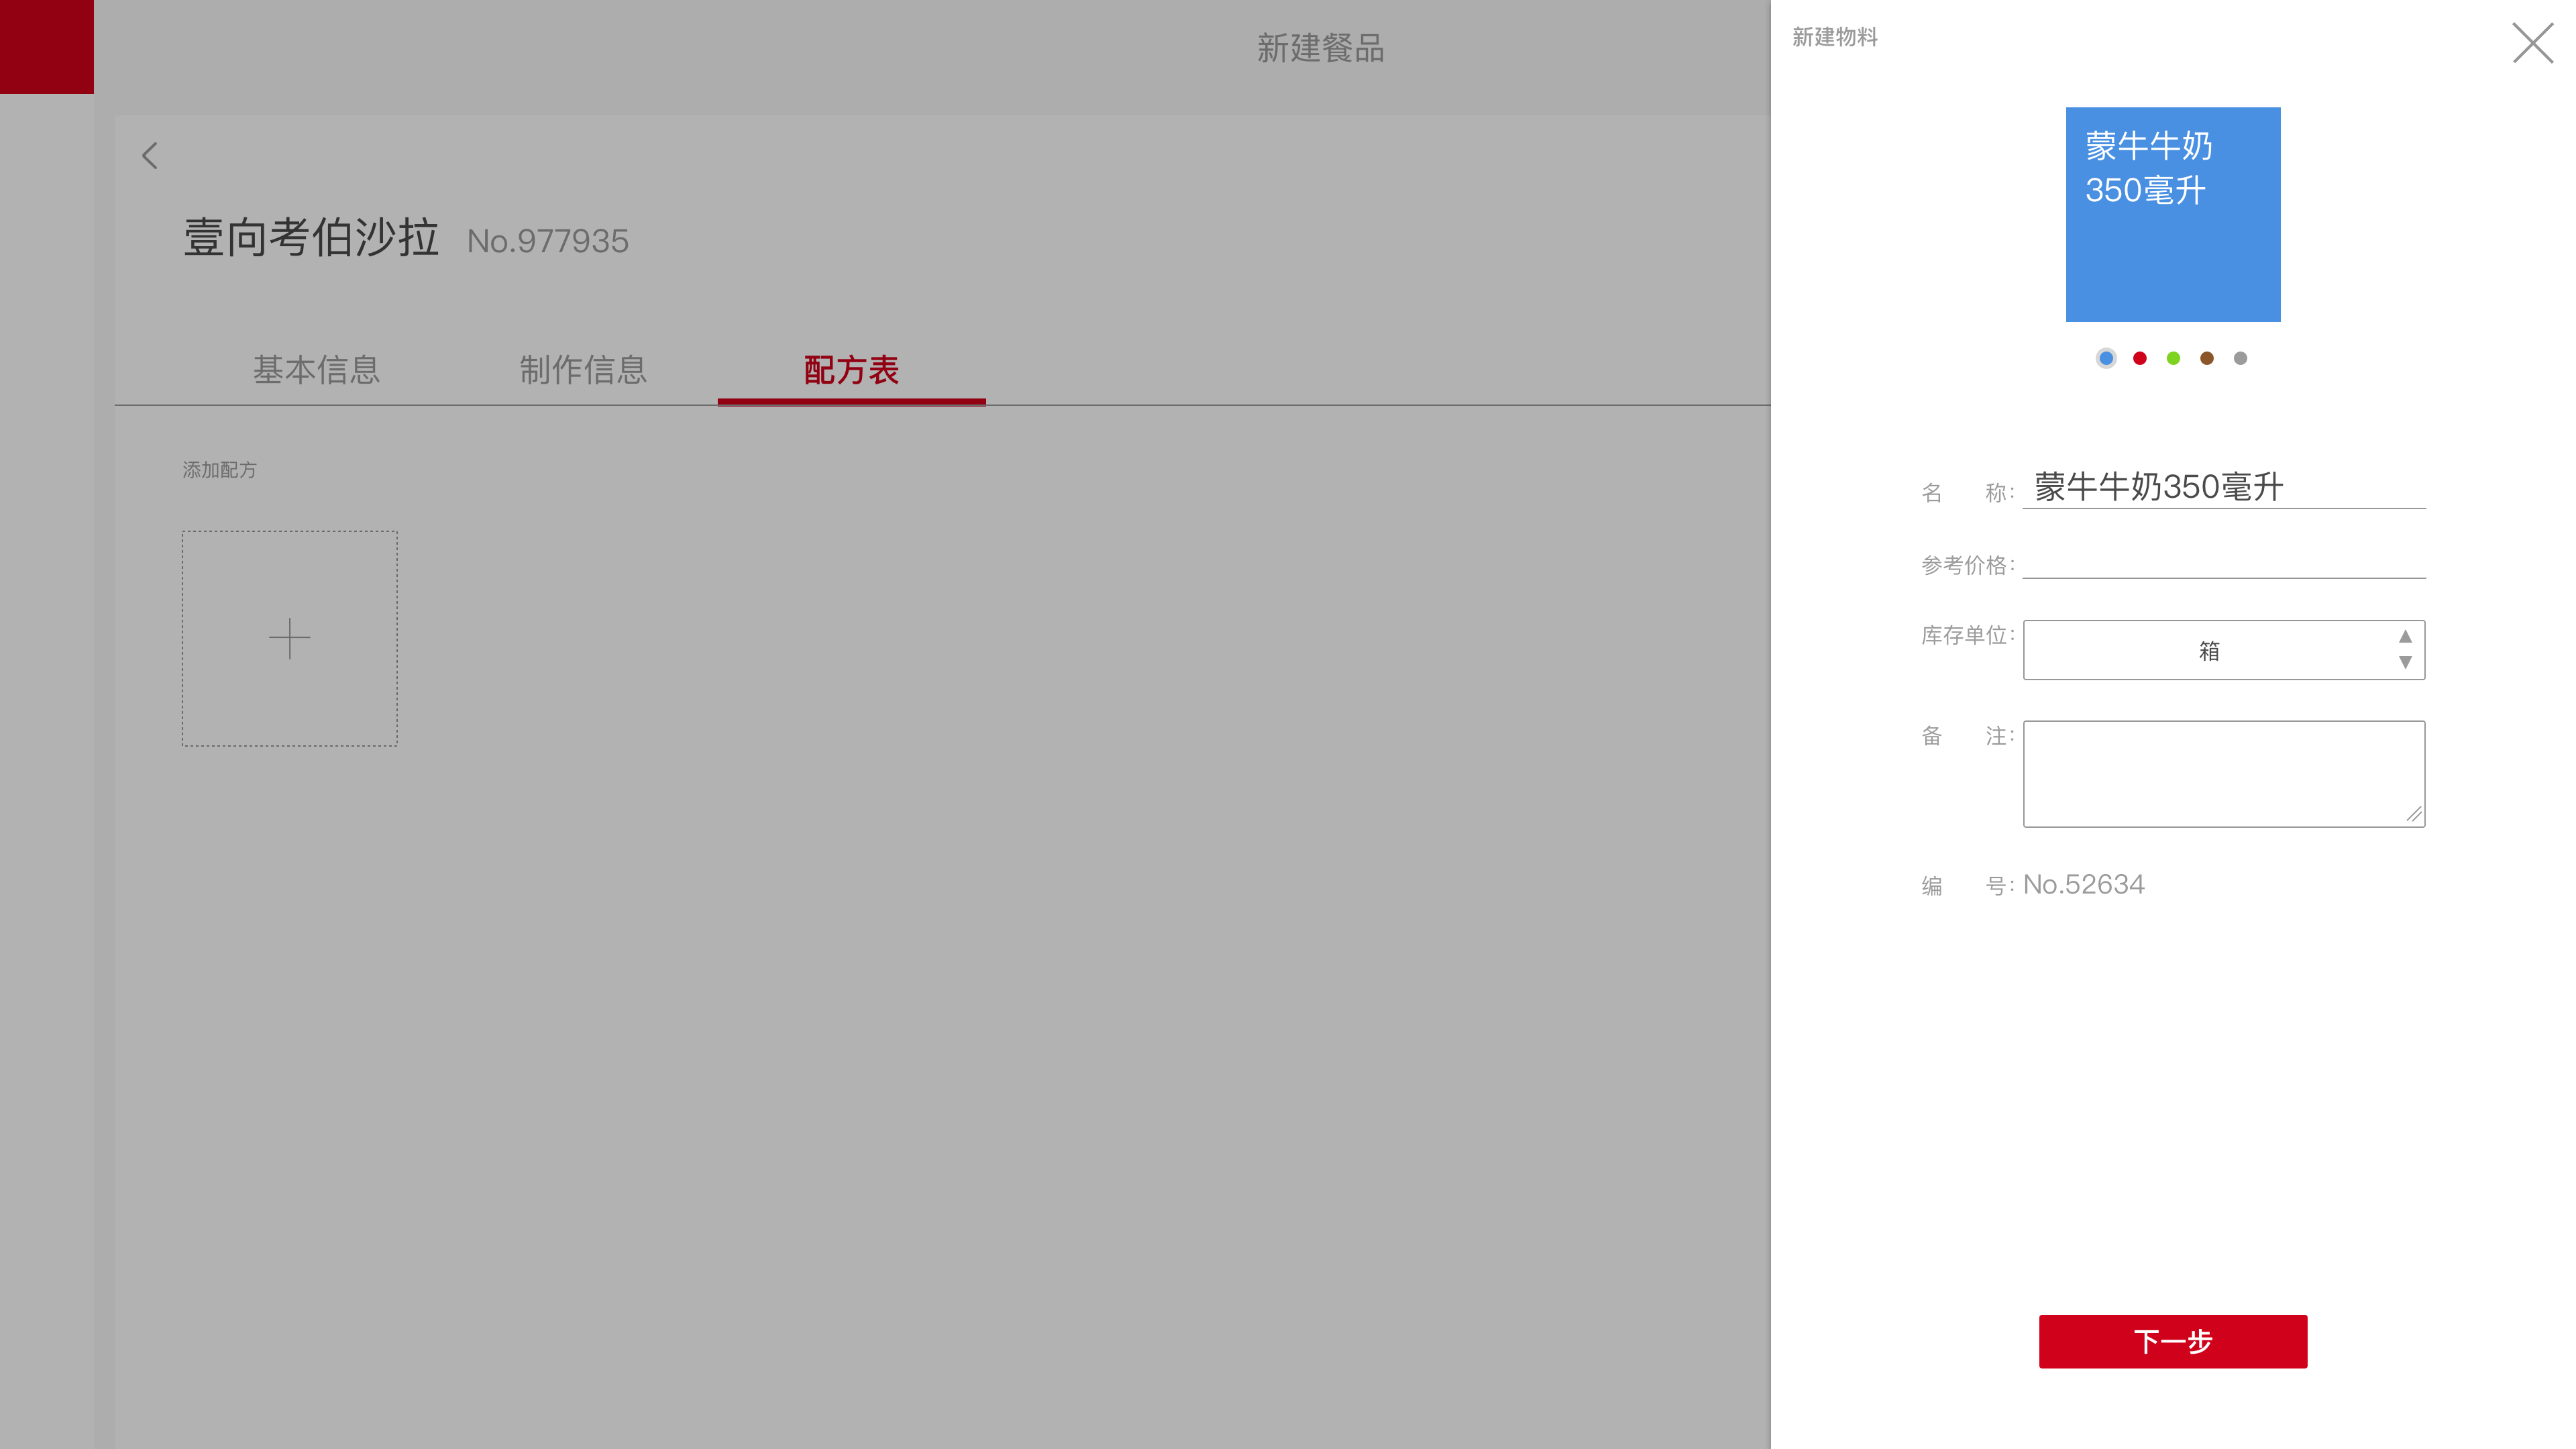 新建餐品
壹向考伯沙拉 No.977935
基本信息 制作信息 配方表
添加配方
新建物料
蒙牛牛奶
350毫升
名 称: 蒙牛牛奶350毫升
参考价格:
库存单位: 箱
备 注:
编 号: No.52634
下一步